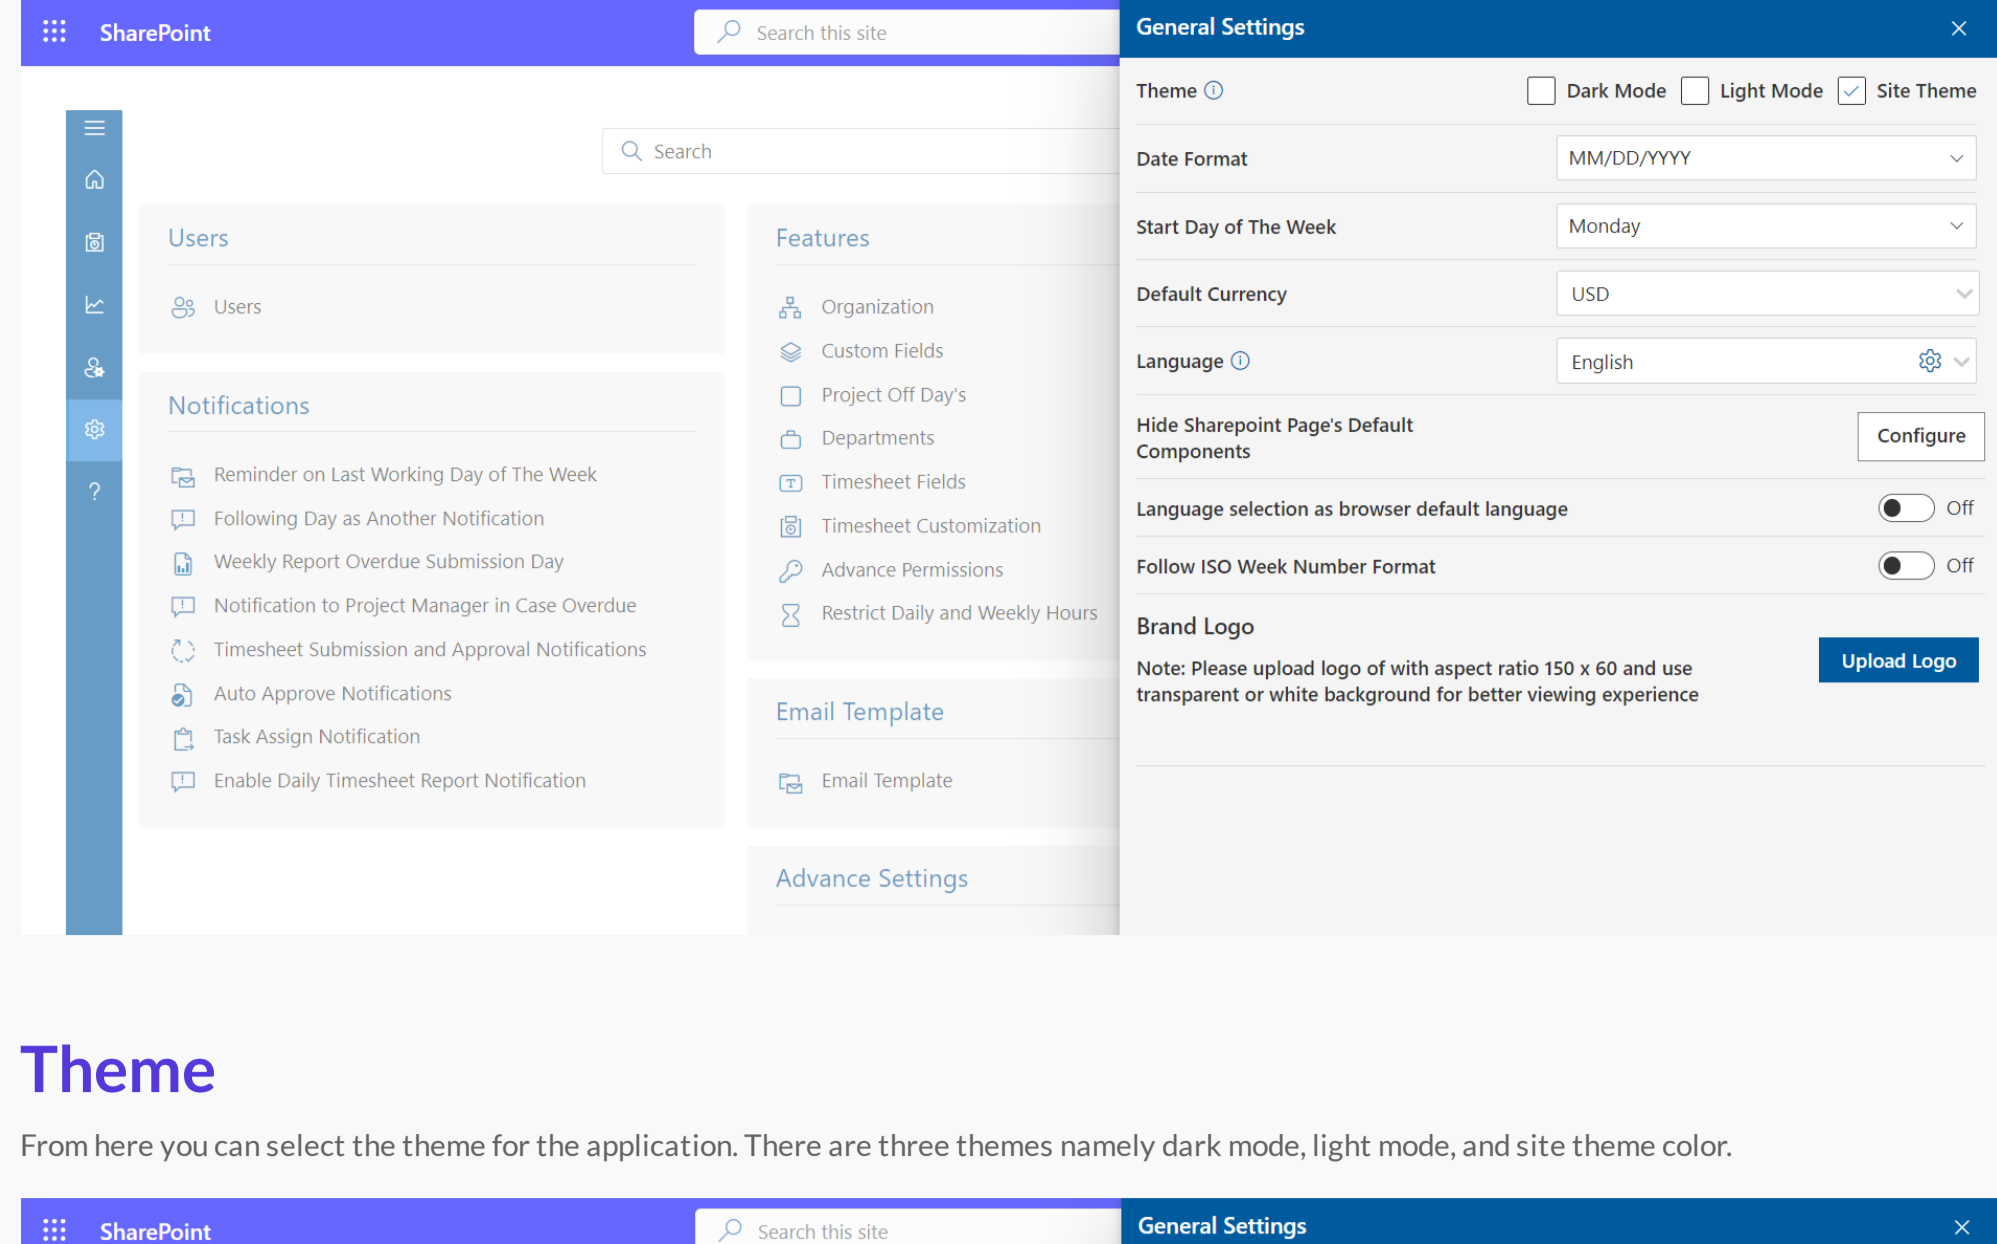 SharePoint
Search this site
Search
Users
Users
Notifications
Reminder on Last Working Day of The Week
Following Day as Another Notification
Weekly Report Overdue Submission Day
Notification to Project Manager in Case Overdue
Timesheet Submission and Approval Notifications
Auto Approve Notifications
Task Assign Notification
Enable Daily Timesheet Report Notification
Features
Organization
Custom Fields
Project Off Day's
Departments
Timesheet Fields
Timesheet Customization
Advance Permissions
Restrict Daily and Weekly Hours
Email Template
Email Template
Advance Settings
General Settings
Theme Dark Mode Light Mode Site Theme
Date Format MM/DD/YYYY
Start Day of The Week Monday
Default Currency USD
Language English
Hide Sharepoint Page's Default
Components
Configure
Language selection as browser default language Off
Follow ISO Week Number Format Off
Brand Logo
Note: Please upload logo of with aspect ratio 150 x 60 and use
transparent or white background for better viewing experience
Upload Logo
Theme
From here you can select the theme for the application. There are three themes namely dark mode, light mode, and site theme color.
SharePoint
Search this site
General Settings